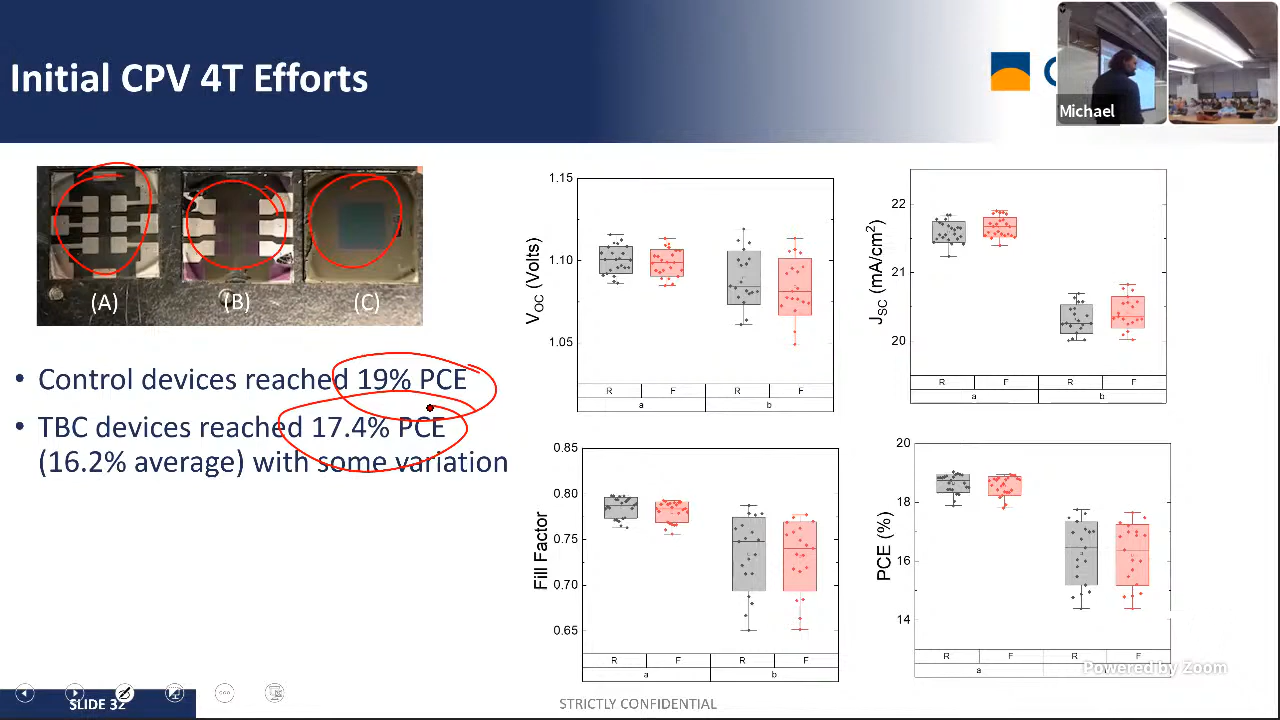 Initial CPV 4T Efforts
Michael
(A) (B) (C)
• Control devices reached 19% PCE
• TBC devices reached 17.4% PCE
(16.2% average) with some variation
VOC (Volts)
1.15
1.10
1.05
R F R F
a b
JSC (mA/cm2)
22
21
20
R F R F
a b
Fill Factor
0.85
0.80
0.75
0.70
0.65
R F R F
a b
PCE (%)
20
18
16
14
R F R F
a b
Powered by Zoom
SLIDE 32
STRICTLY CONFIDENTIAL